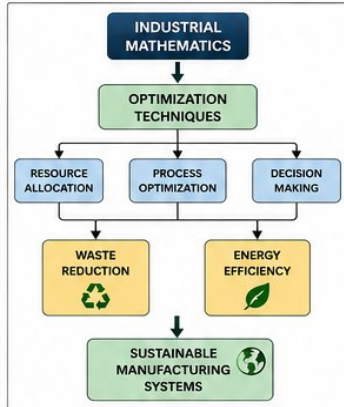 INDUSTRIAL
MATHEMATICS
OPTIMIZATION
TECHNIQUES
RESOURCE
ALLOCATION
PROCESS
OPTIMIZATION
DECISION
MAKING
WASTE
REDUCTION
ENERGY
EFFICIENCY
SUSTAINABLE
MANUFACTURING
SYSTEMS